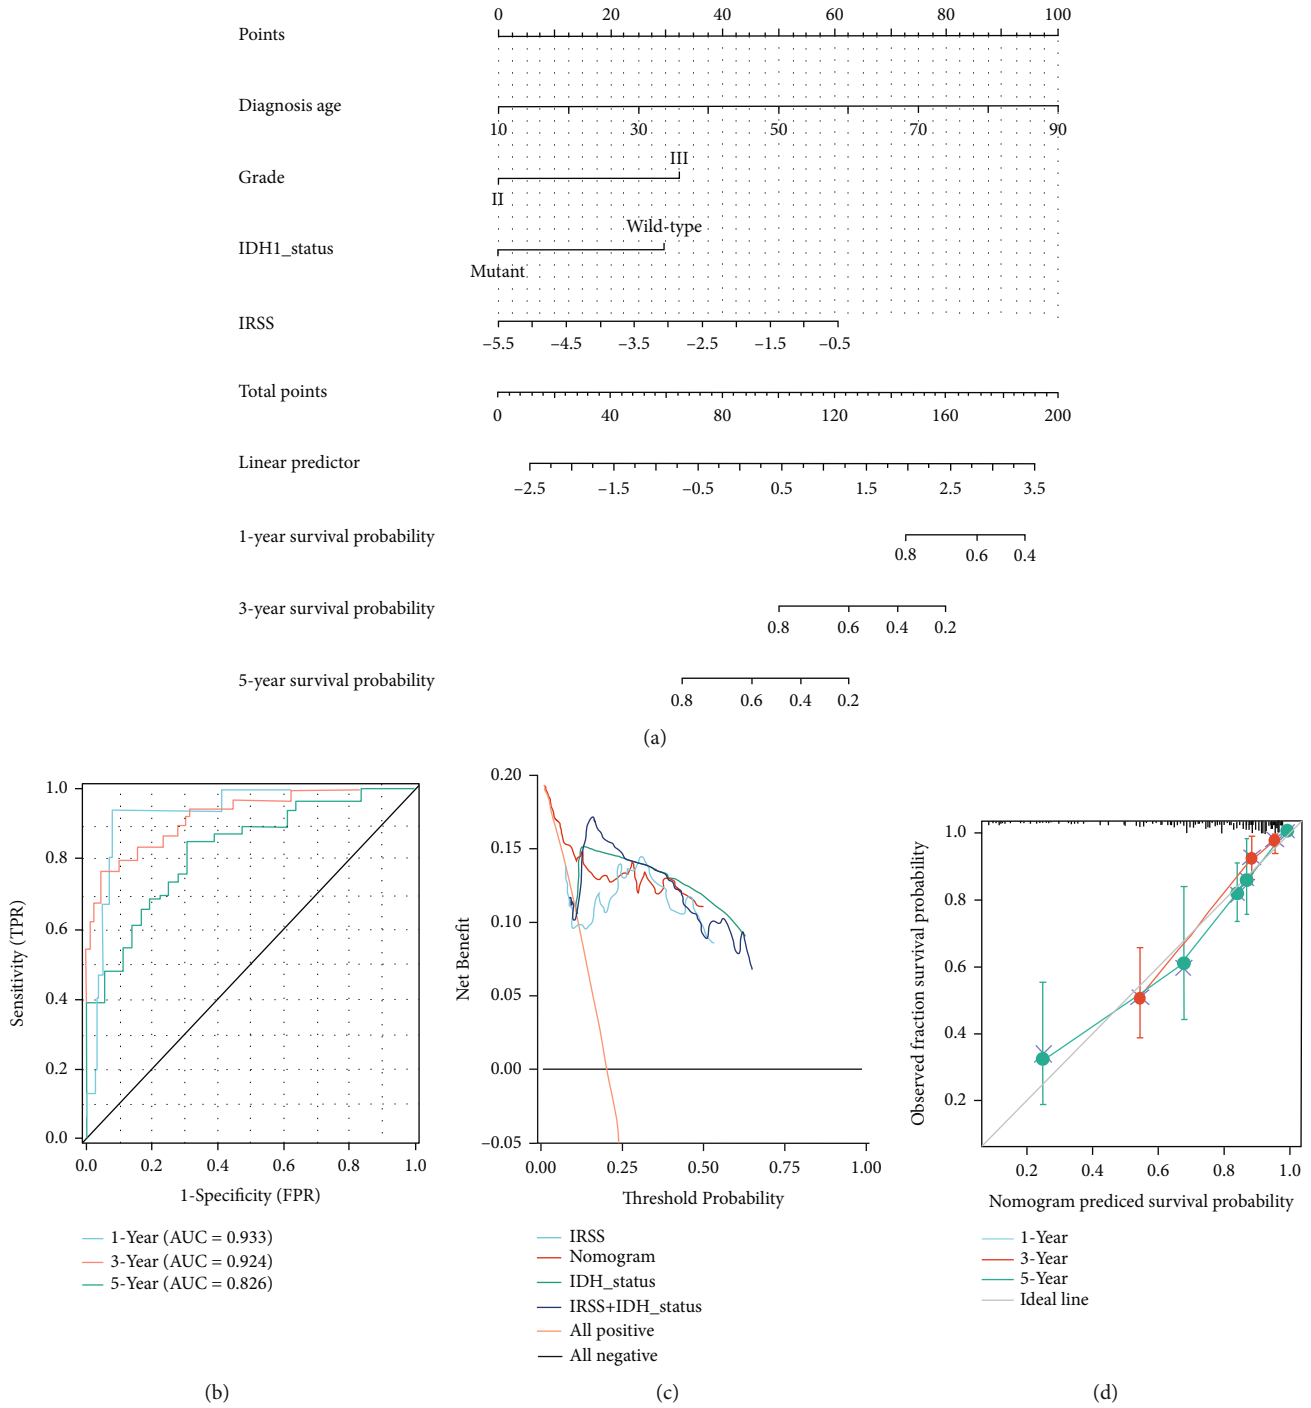 Points
0 20 40 60 80 100
Diagnosis age
10 30 50 70 90
III
Grade
II
Wild-type
IDH1_status
Mutant
IRSS
–5.5 –4.5 –3.5 –2.5 –1.5 –0.5
Total points
0 40 80 120 160 200
Linear predictor
–2.5 –1.5 –0.5 0.5 1.5 2.5 3.5
1-year survival probability
0.8 0.6 0.4
3-year survival probability
0.8 0.6 0.4 0.2
5-year survival probability
0.8 0.6 0.4 0.2
(a)
Sensitivity (TPR)
1.0
0.8
0.6
0.4
0.2
0.0
0.0 0.2 0.4 0.6 0.8 1.0
1-Specificity (FPR)
1-Year (AUC = 0.933)
3-Year (AUC = 0.924)
5-Year (AUC = 0.826)
(b)
Net Benefit
0.20
0.15
0.10
0.05
0.00
–0.05
0.00 0.25 0.50 0.75 1.00
Threshold Probability
IRSS
Nomogram
IDH_status
IRSS+IDH_status
All positive
All negative
(c)
Observed fraction survival probability
1.0
0.8
0.6
0.4
0.2
0.2 0.4 0.6 0.8 1.0
Nomogram prediced survival probability
1-Year
3-Year
5-Year
Ideal line
(d)